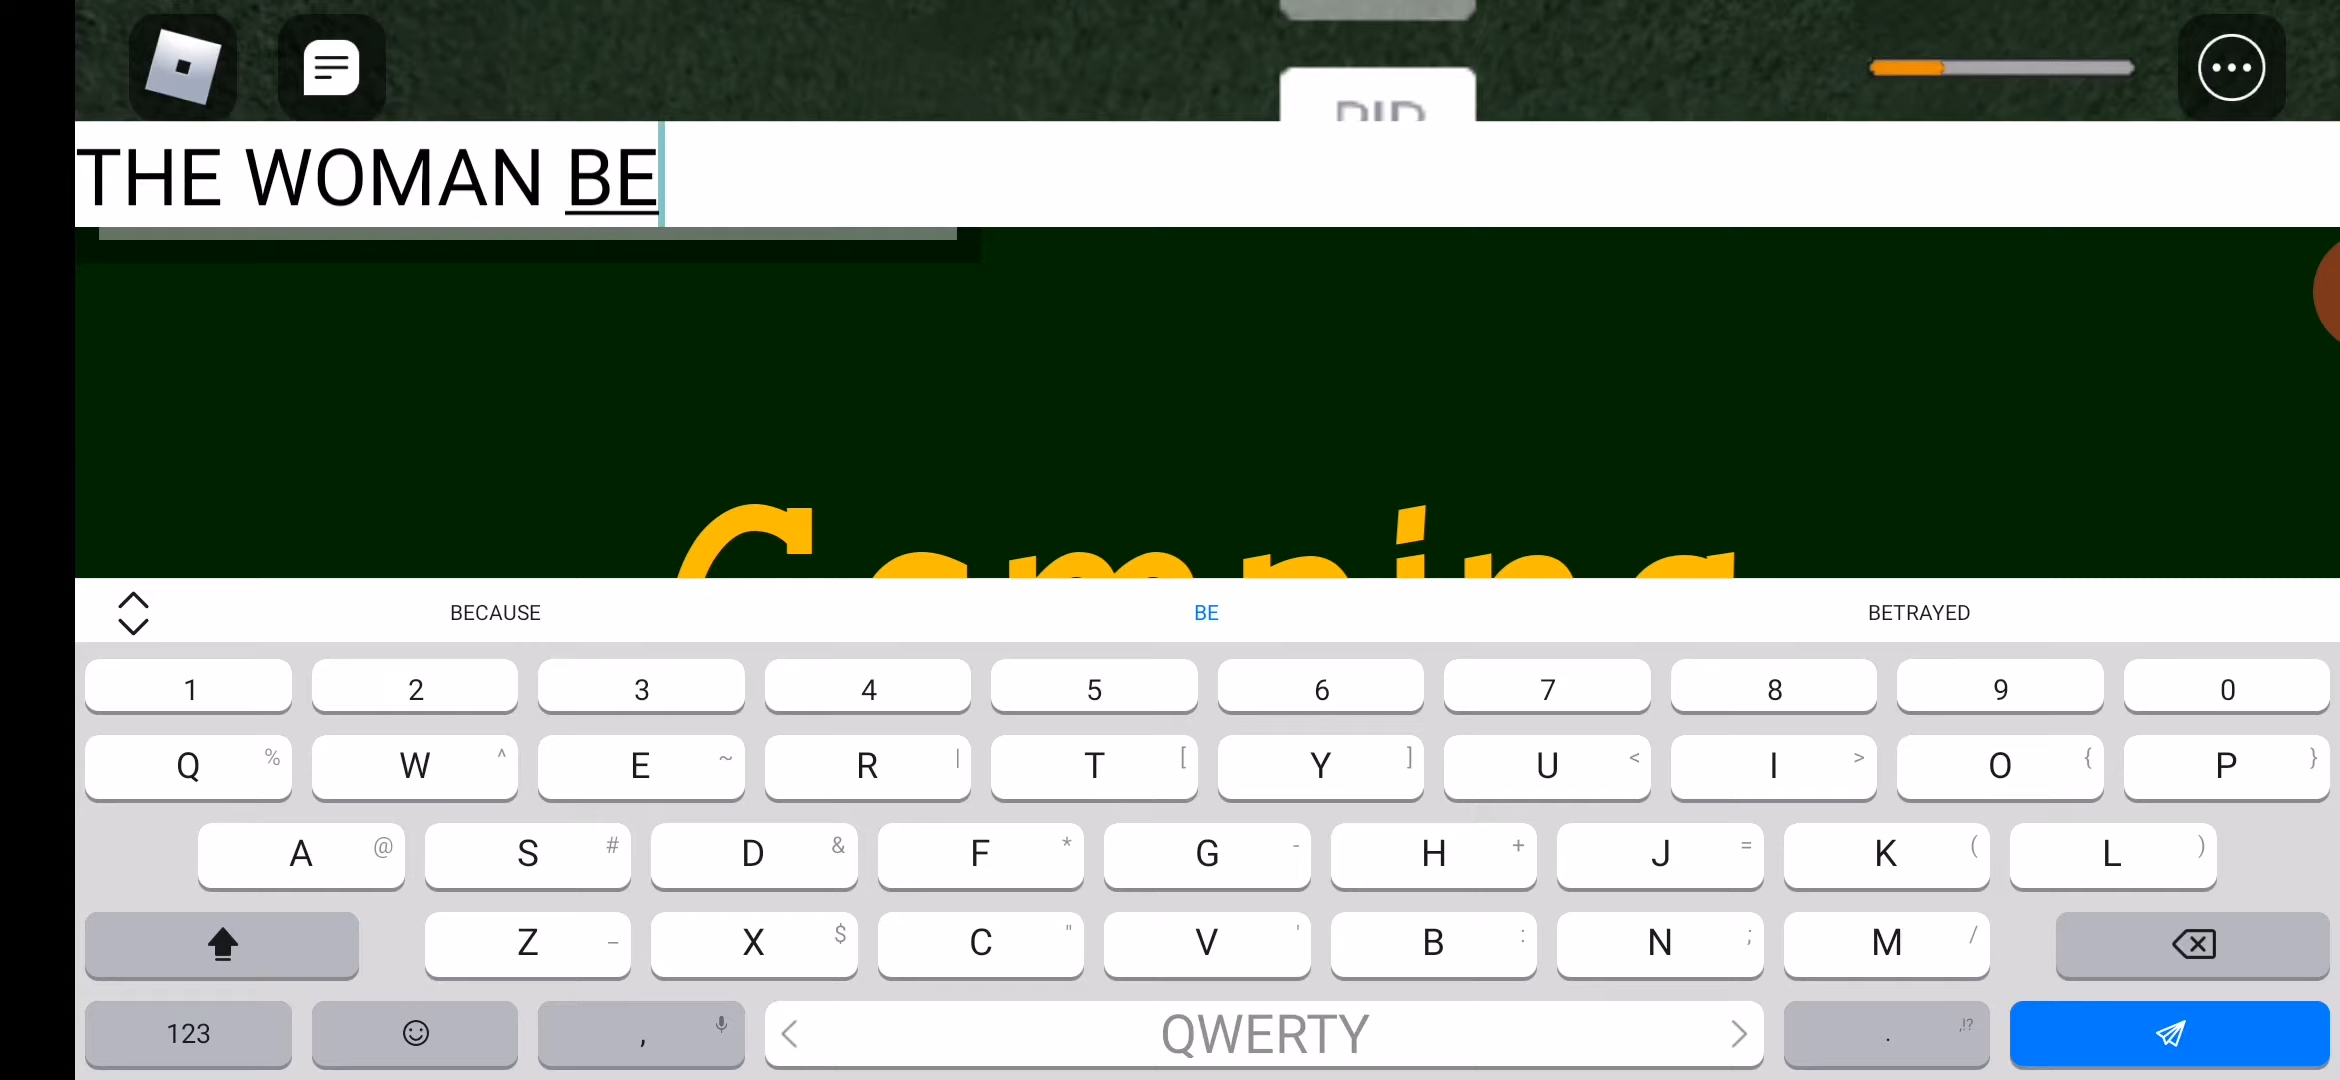 THE WOMAN BE
BECAUSE BE BETRAYED
1 2 3 4 5 6 7 8 9 0
Q % W ^ E ~ R | T [ Y ] U < I > O { P }
A @ S # D & F * G - H + J = K ( L )
Z _ X $ C " V ' B : N ; M /
123 , QWERTY . ,!?